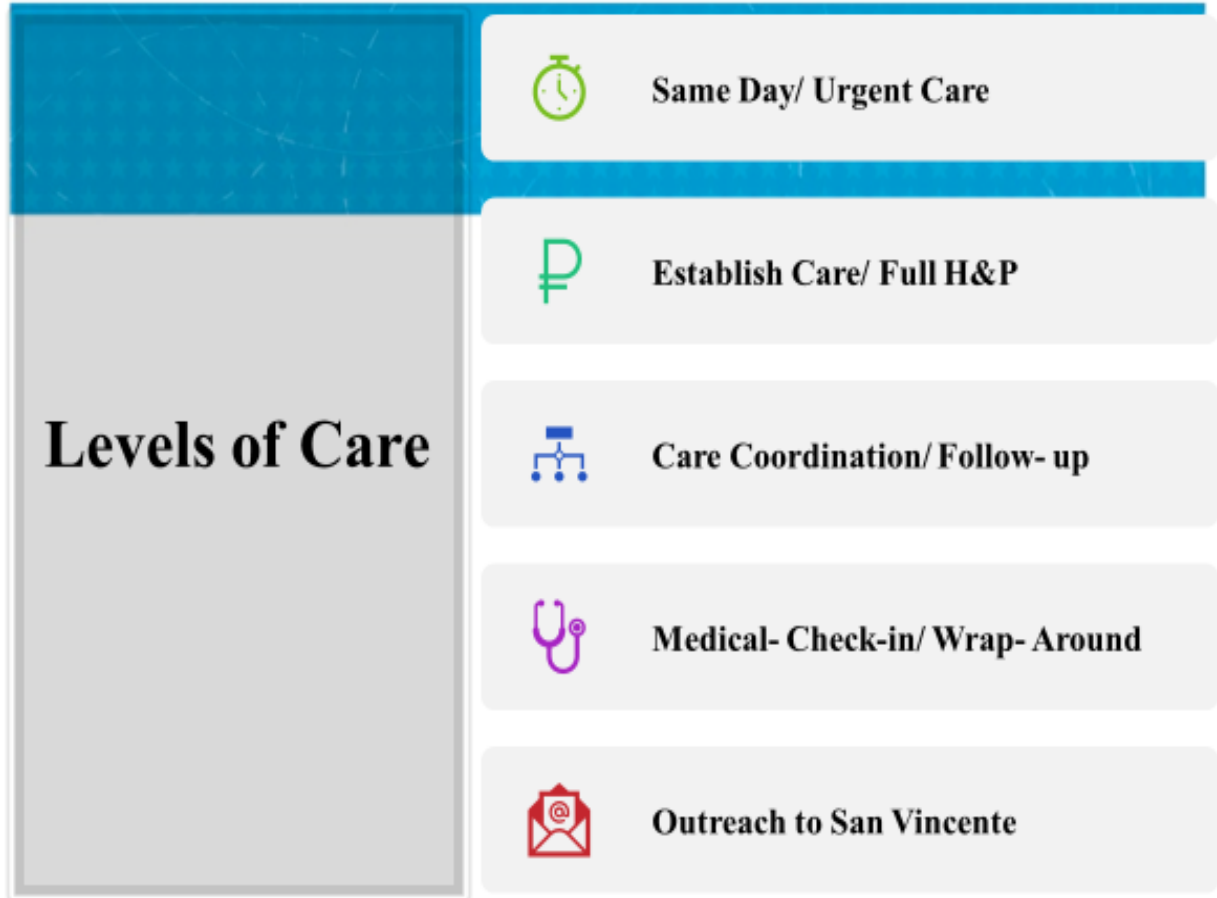 Levels of Care
Same Day/ Urgent Care
Establish Care/ Full H&P
Care Coordination/ Follow- up
Medical- Check-in/ Wrap- Around
Outreach to San Vincente